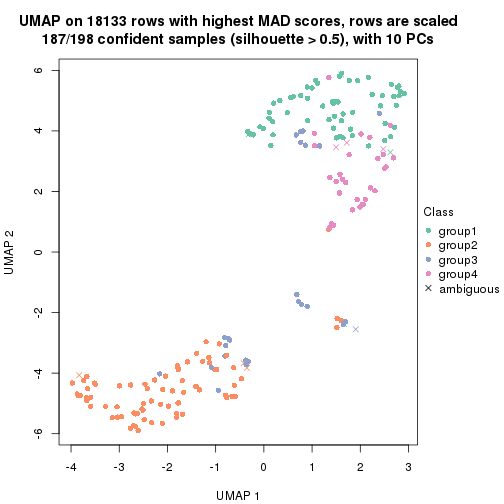 UMAP on 18133 rows with highest MAD scores, rows are scaled
187/198 confident samples (silhouette > 0.5), with 10 PCs
6
4
2
0
-2
-4
-6
UMAP 2
-4
-3
-2
-1
0
1
2
3
UMAP 1
Class
group1
group2
group3
group4
ambiguous